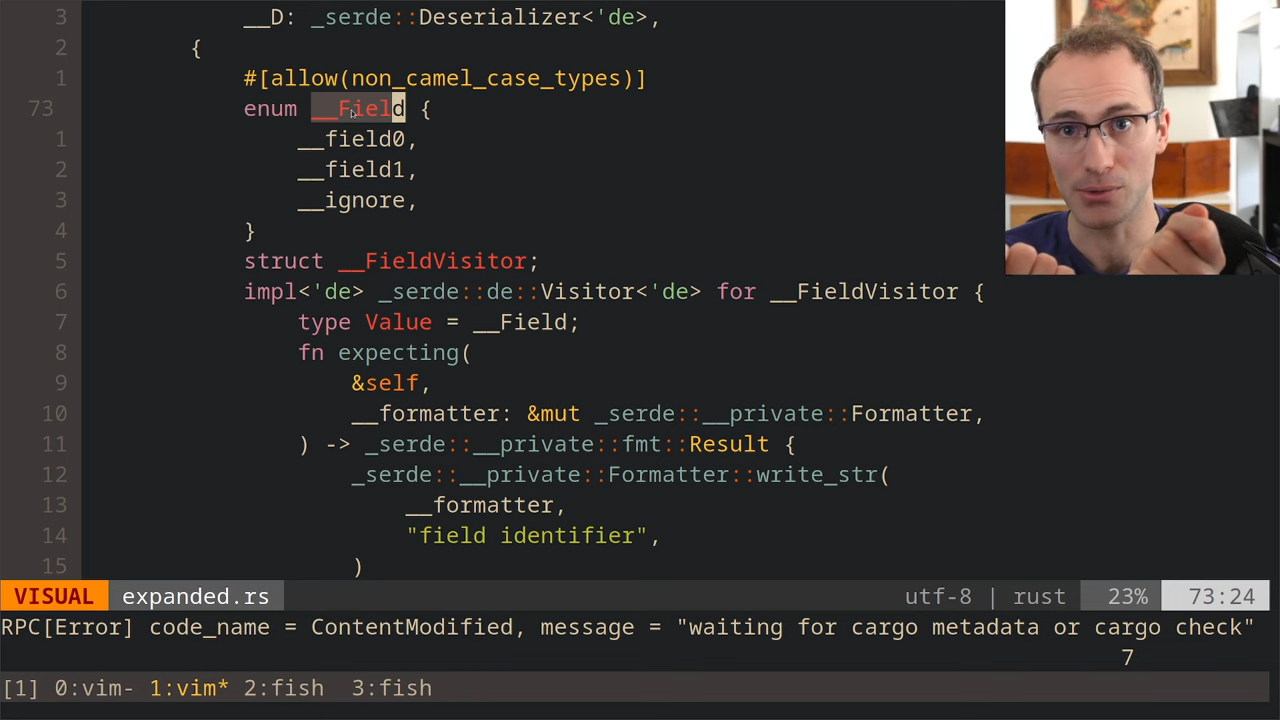 3 __D: _serde::Deserializer<'de>,
2 {
1 #[allow(non_camel_case_types)]
73 enum __Field {
1 __field0,
2 __field1,
3 __ignore,
4 }
5 struct __FieldVisitor;
6 impl<'de> _serde::de::Visitor<'de> for __FieldVisitor {
7 type Value = __Field;
8 fn expecting(
9 &self,
10 __formatter: &mut _serde::__private::Formatter,
11 ) -> _serde::__private::fmt::Result {
12 _serde::__private::Formatter::write_str(
13 __formatter,
14 "field identifier",
15 )
VISUAL expanded.rs utf-8 | rust 23% 73:24
RPC[Error] code_name = ContentModified, message = "waiting for cargo metadata or cargo check"
7
[1] 0:vim- 1:vim* 2:fish 3:fish